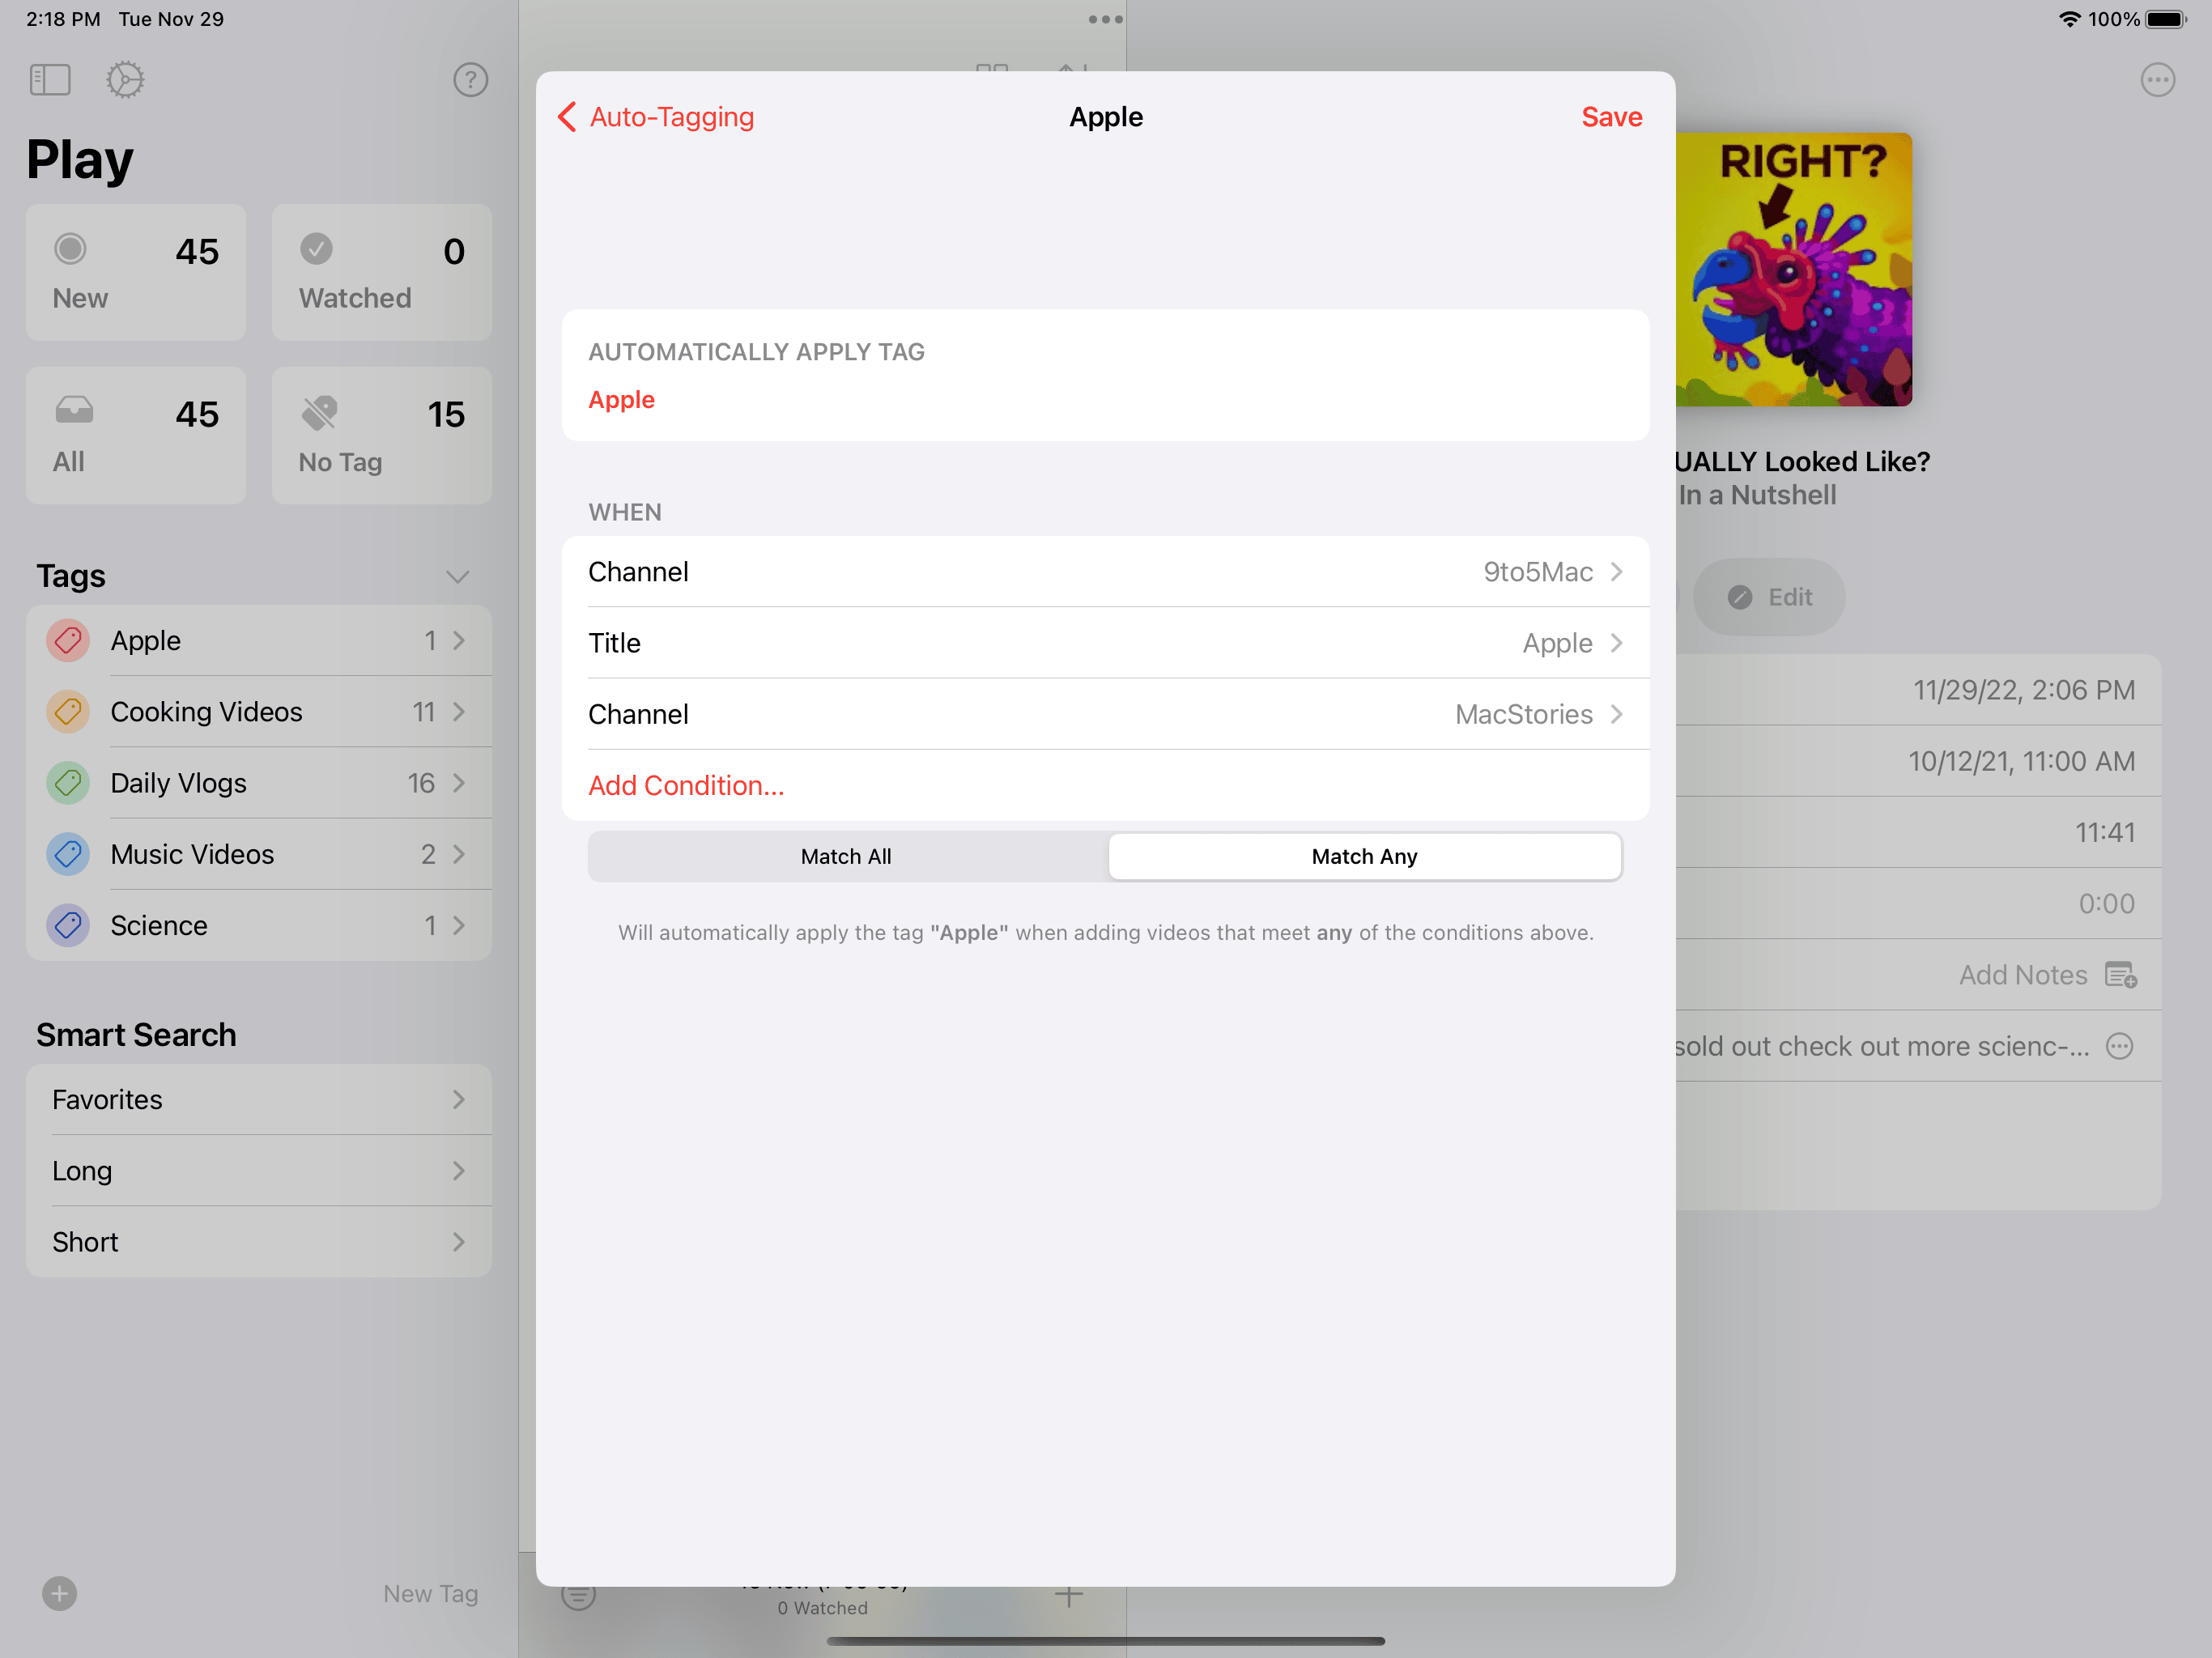 2:18 PM Tue Nov 29
100%
Play
45
New
0
Watched
45
All
15
No Tag
Tags
Apple 1
Cooking Videos 11
Daily Vlogs 16
Music Videos 2
Science 1
Smart Search
Favorites
Long
Short
New Tag
Auto-Tagging
Apple
Save
AUTOMATICALLY APPLY TAG
Apple
WHEN
Channel 9to5Mac
Title Apple
Channel MacStories
Add Condition...
Match All Match Any
Will automatically apply the tag "Apple" when adding videos that meet any of the conditions above.
0 Watched
RIGHT?
UALLY Looked Like?
In a Nutshell
Edit
11/29/22, 2:06 PM
10/12/21, 11:00 AM
11:41
0:00
Add Notes
sold out check out more scienc-...